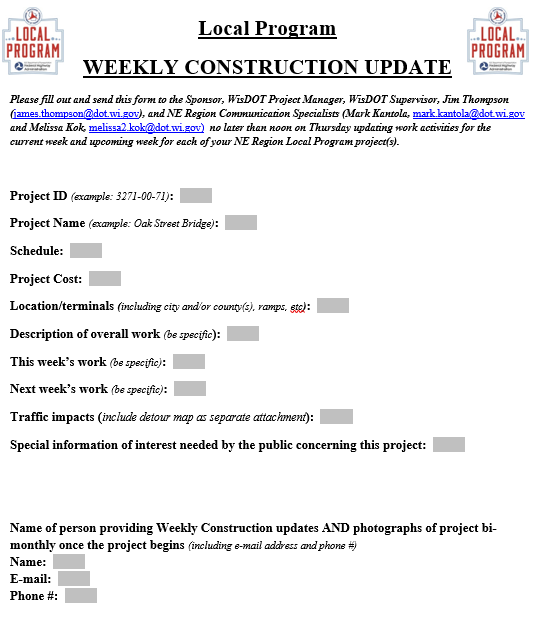 Local Program
LOCAL
PROGRAM
LOCAL
PROGRAM
WEEKLY CONSTRUCTION UPDATE
Please fill out and send this form to the Sponsor, WisDOT Project Manager, WisDOT Supervisor, Jim Thompson
(james.thompson@dot.wi.gov), and NE Region Communication Specialists (Mark Kantola, mark.kantola@dot.wi.gov
and Melissa Kok, melissa2.kok@dot.wi.gov)  no later than noon on Thursday updating work activities for the
current week and upcoming week for each of your NE Region Local Program project(s).
Project ID (example: 3271-00-71):
Project Name (example: Oak Street Bridge):
Schedule:
Project Cost:
Location/terminals (including city and/or county(s), ramps, etc):
Description of overall work (be specific):
This week's work (be specific):
Next week's work (be specific):
Traffic impacts (include detour map as separate attachment):
Special information of interest needed by the public concerning this project:
Name of person providing Weekly Construction updates AND photographs of project bi-
monthly once the project begins (including e-mail address and phone #)
Name:
E-mail:
Phone #: